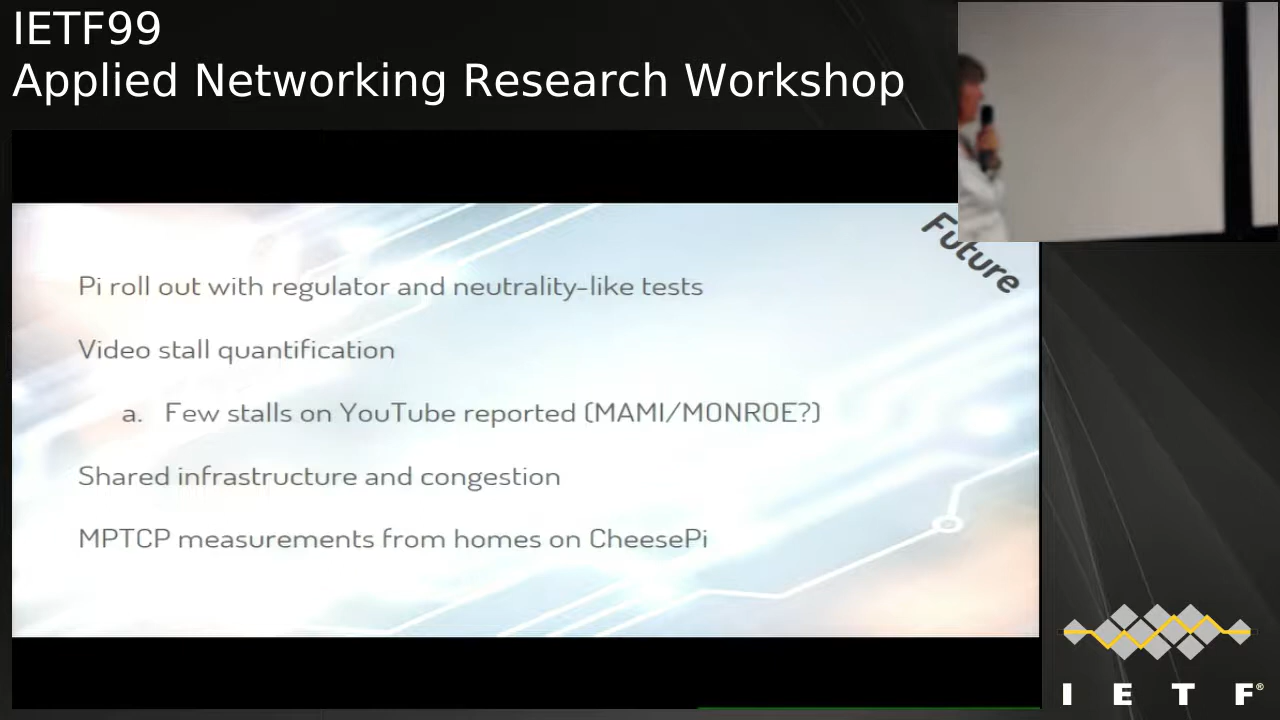 IETF99
Applied Networking Research Workshop
Future
Pi roll out with regulator and neutrality-like tests
Video stall quantification
a. Few stalls on YouTube reported (MAMI/MONROE?)
Shared infrastructure and congestion
MPTCP measurements from homes on CheesePi
I E T F®